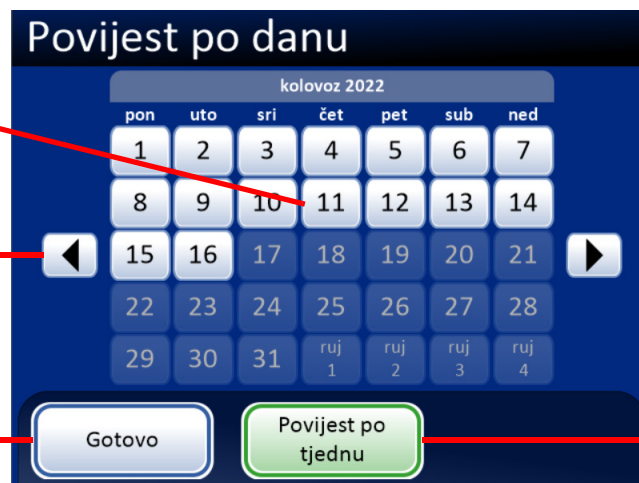 Povijest po danu
kolovoz 2022
pon uto sri čet pet sub ned
1 2 3 4 5 6 7
8 9 10 11 12 13 14
15 16 17 18 19 20 21
22 23 24 25 26 27 28
29 30 31 ruj 1 ruj 2 ruj 3 ruj 4
Gotovo
Povijest po
tjednu